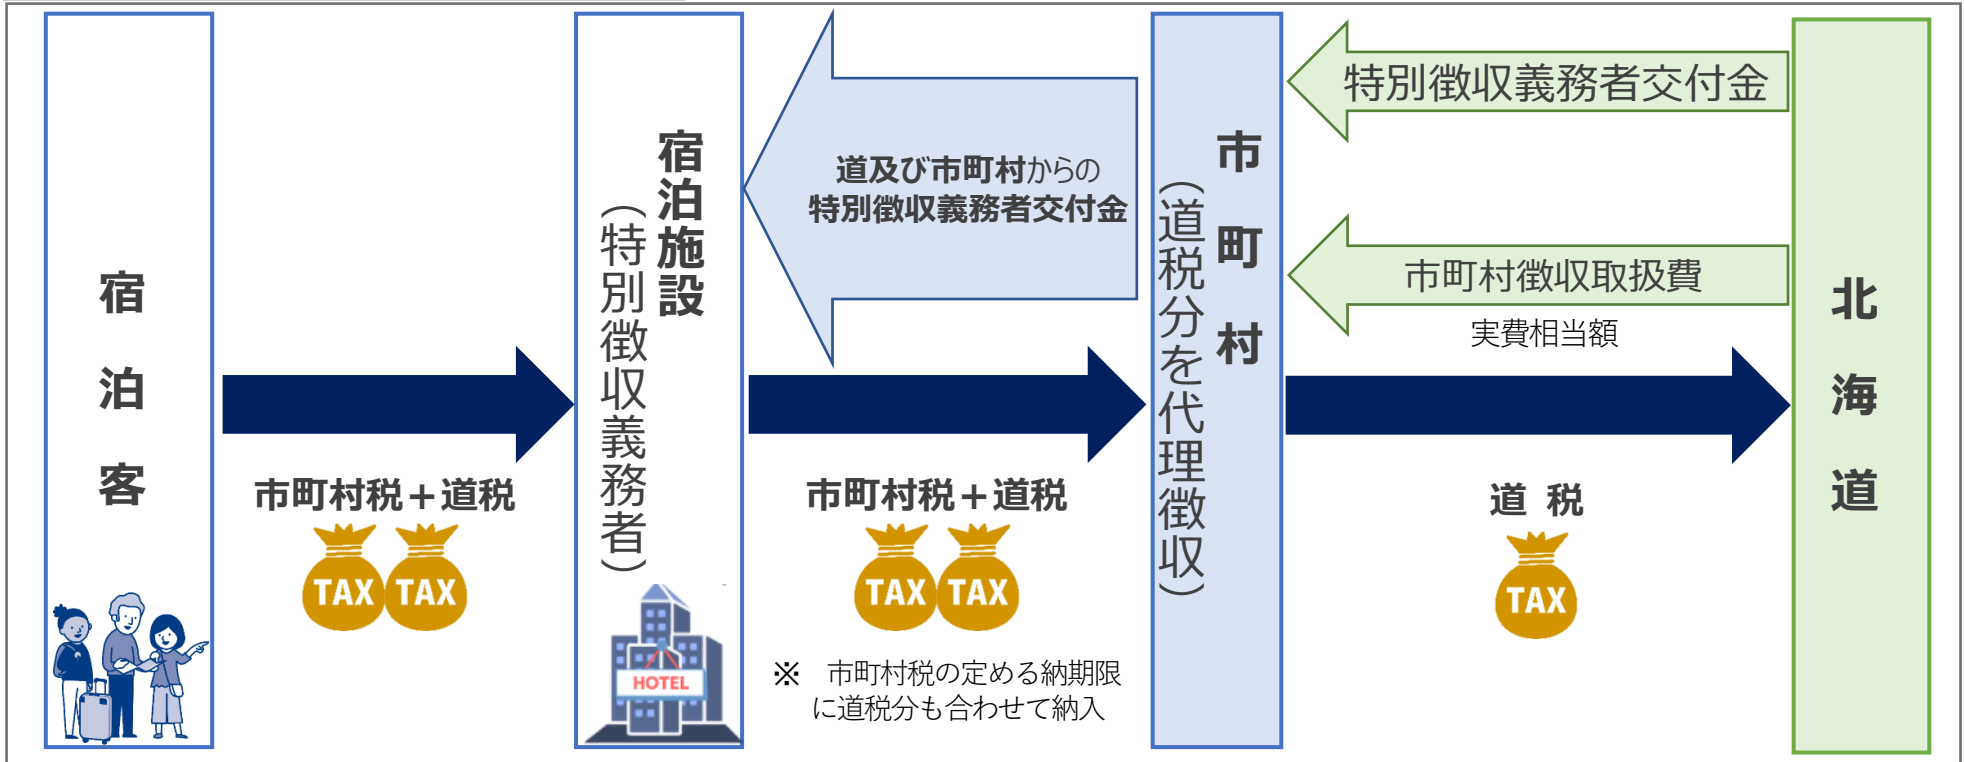 宿泊客
市町村税＋道税
TAX TAX
宿泊施設
（特別徴収義務者）
HOTEL
道及び市町村からの
特別徴収義務者交付金
市町村税＋道税
TAX TAX
※　市町村税の定める納期限
に道税分も合わせて納入
市町村
（道税分を代理徴収）
特別徴収義務者交付金
市町村徴収取扱費
実費相当額
道 税
TAX
北海道